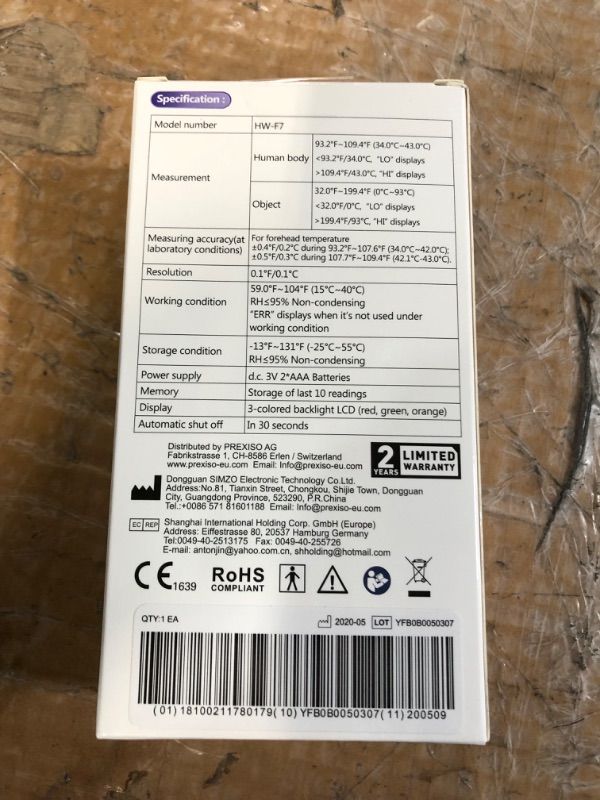 Specification :
Model number HW-F7
Measurement
Human body
93.2°F~109.4°F (34.0°C~43.0°C)
<93.2°F/34.0°C, "LO" displays
>109.4°F/43.0°C, "HI" displays
Object
32.0°F~199.4°F (0°C~93°C)
<32.0°F/0°C, "LO" displays
>199.4°F/93°C, "HI" displays
Measuring accuracy(at
laboratory conditions)
For forehead temperature
±0.4°F/0.2°C during 93.2°F~107.6°F (34.0°C~42.0°C);
±0.5°F/0.3°C during 107.7°F~109.4°F (42.1°C-43.0°C).
Resolution 0.1°F/0.1°C
Working condition
59.0°F~104°F (15°C~40°C)
RH≤95% Non-condensing
"ERR" displays when it's not used under
working condition
Storage condition
-13°F~131°F (-25°C~55°C)
RH≤95% Non-condensing
Power supply d.c. 3V 2*AAA Batteries
Memory Storage of last 10 readings
Display 3-colored backlight LCD (red, green, orange)
Automatic shut off In 30 seconds
Distributed by PREXISO AG
Fabrikstrasse 1, CH-8586 Erlen / Switzerland
www.prexiso-eu.com Email: Info@prexiso-eu.com
2 YEARS LIMITED WARRANTY
Dongguan SIMZO Electronic Technology Co.Ltd.
Address:No.81, Tianxin Street, Chongkou, Shijie Town, Dongguan
City, Guangdong Province, 523290, P.R.China
Tel.:+0086 571 81601188 Email: Info@prexiso-eu.com
EC REP Shanghai International Holding Corp. GmbH (Europe)
Address: Eiffestrasse 80, 20537 Hamburg Germany
Tel:0049-40-2513175 Fax: 0049-40-255726
E-mail: antonjin@yahoo.com.cn, shholding@hotmail.com
CE 1639 RoHS COMPLIANT
QTY:1 EA 2020-05 LOT YFB0B0050307
(01)18100211780179(10)YFB0B0050307(11)200509